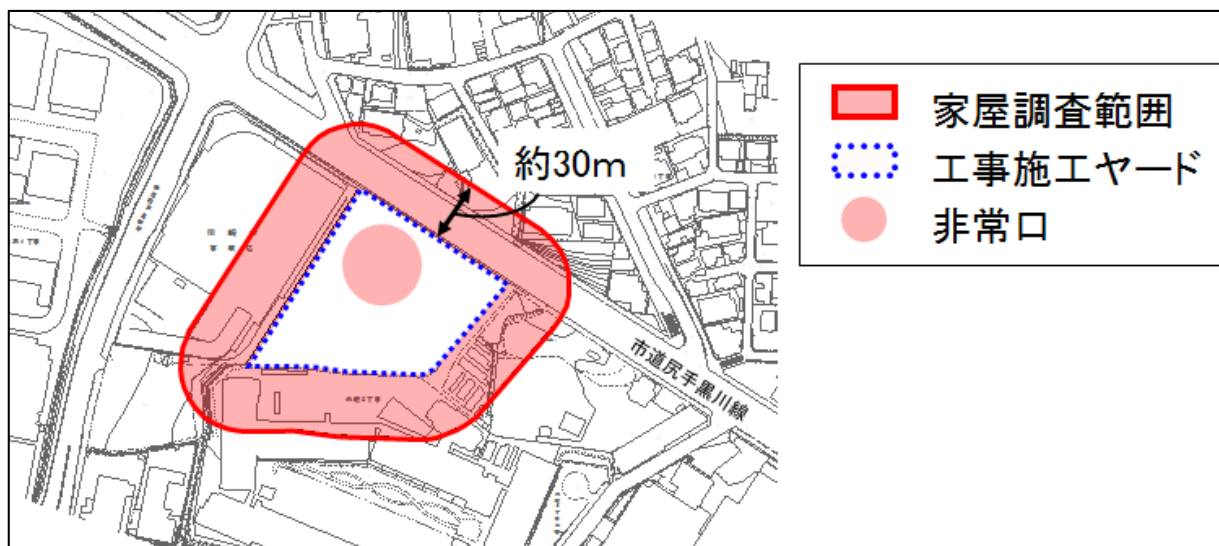 約30m
市道尻手黒川線
家屋調査範囲
工事施工ヤード
非常口